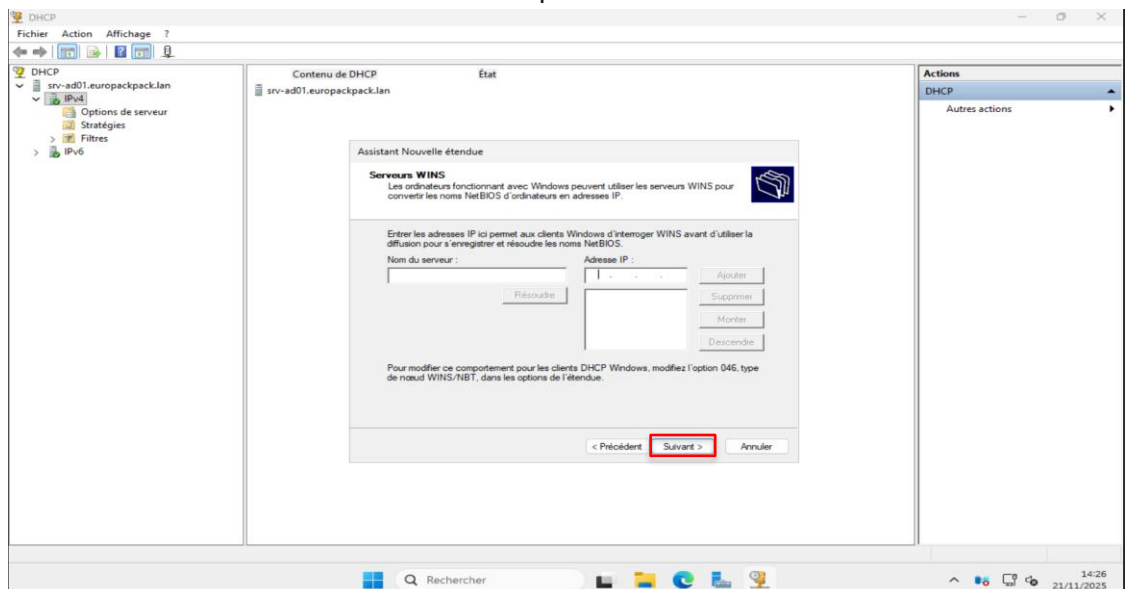 DHCP
Fichier Action Affichage ?
DHCP
srv-ad01.europackpack.lan
IPv4
Options de serveur
Stratégies
Filtres
IPv6
Contenu de DHCP État
srv-ad01.europackpack.lan
Actions
DHCP
Autres actions
Assistant Nouvelle étendue
Serveurs WINS
Les ordinateurs fonctionnant avec Windows peuvent utiliser les serveurs WINS pour
convertir les noms NetBIOS d'ordinateurs en adresses IP.
Entrer les adresses IP ici permet aux clients Windows d'interroger WINS avant d'utiliser la
diffusion pour s'enregistrer et résoudre les noms NetBIOS.
Nom du serveur : Adresse IP :
Ajouter
Résoudre Supprimer
Monter
Descendre
Pour modifier ce comportement pour les clients DHCP Windows, modifiez l'option 046, type
de nœud WINS/NBT, dans les options de l'étendue.
< Précédent Suivant > Annuler
Rechercher
14:26
21/11/2025